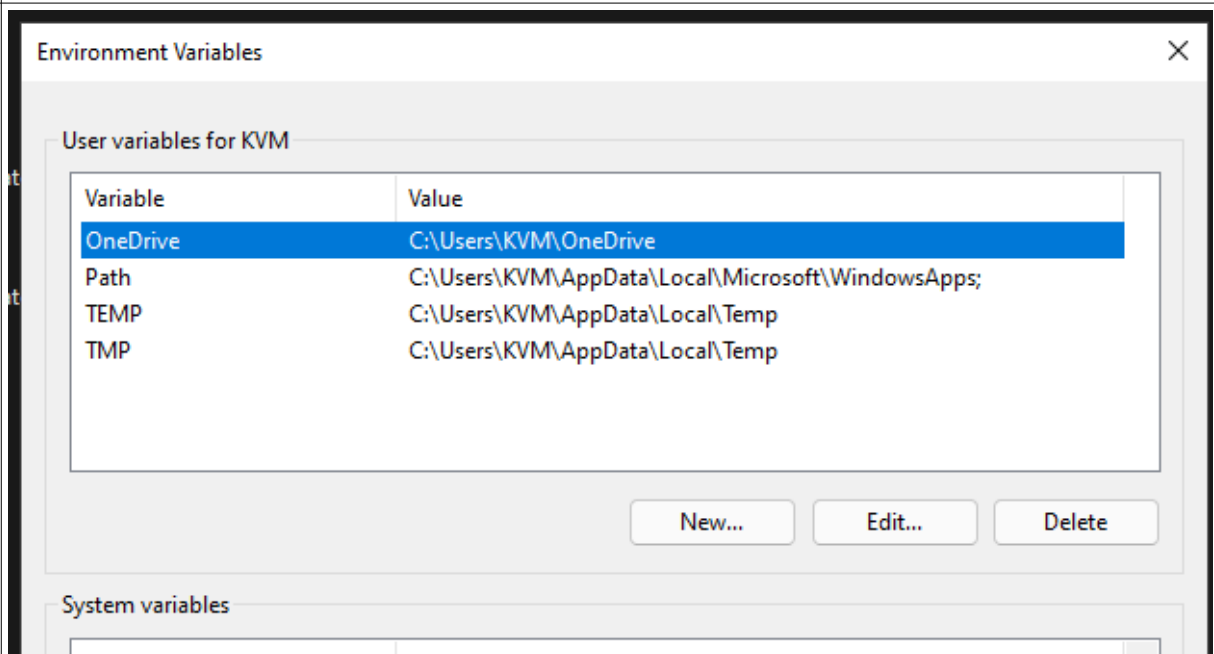 Environment Variables
User variables for KVM
Variable Value
OneDrive C:\Users\KVM\OneDrive
Path C:\Users\KVM\AppData\Local\Microsoft\WindowsApps;
TEMP C:\Users\KVM\AppData\Local\Temp
TMP C:\Users\KVM\AppData\Local\Temp
New... Edit... Delete
System variables